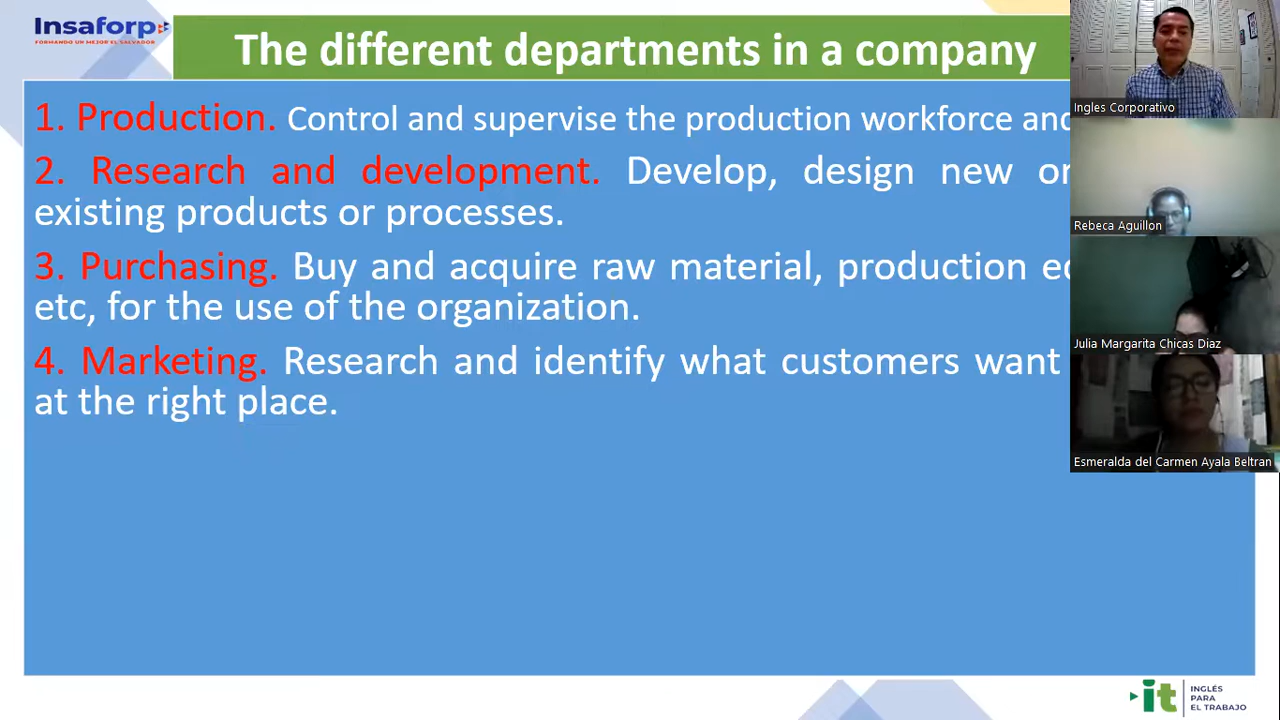 Insaforp
FORMANDO UN MEJOR EL SALVADOR
The different departments in a company
1. Production. Control and supervise the production workforce and
2. Research and development. Develop, design new or
existing products or processes.
3. Purchasing. Buy and acquire raw material, production
etc, for the use of the organization.
4. Marketing. Research and identify what customers want
at the right place.
Ingles Corporativo
Rebeca Aguillon
Julia Margarita Chicas Diaz
Esmeralda del Carmen Ayala Beltran
it
INGLÉS
PARA
EL TRABAJO